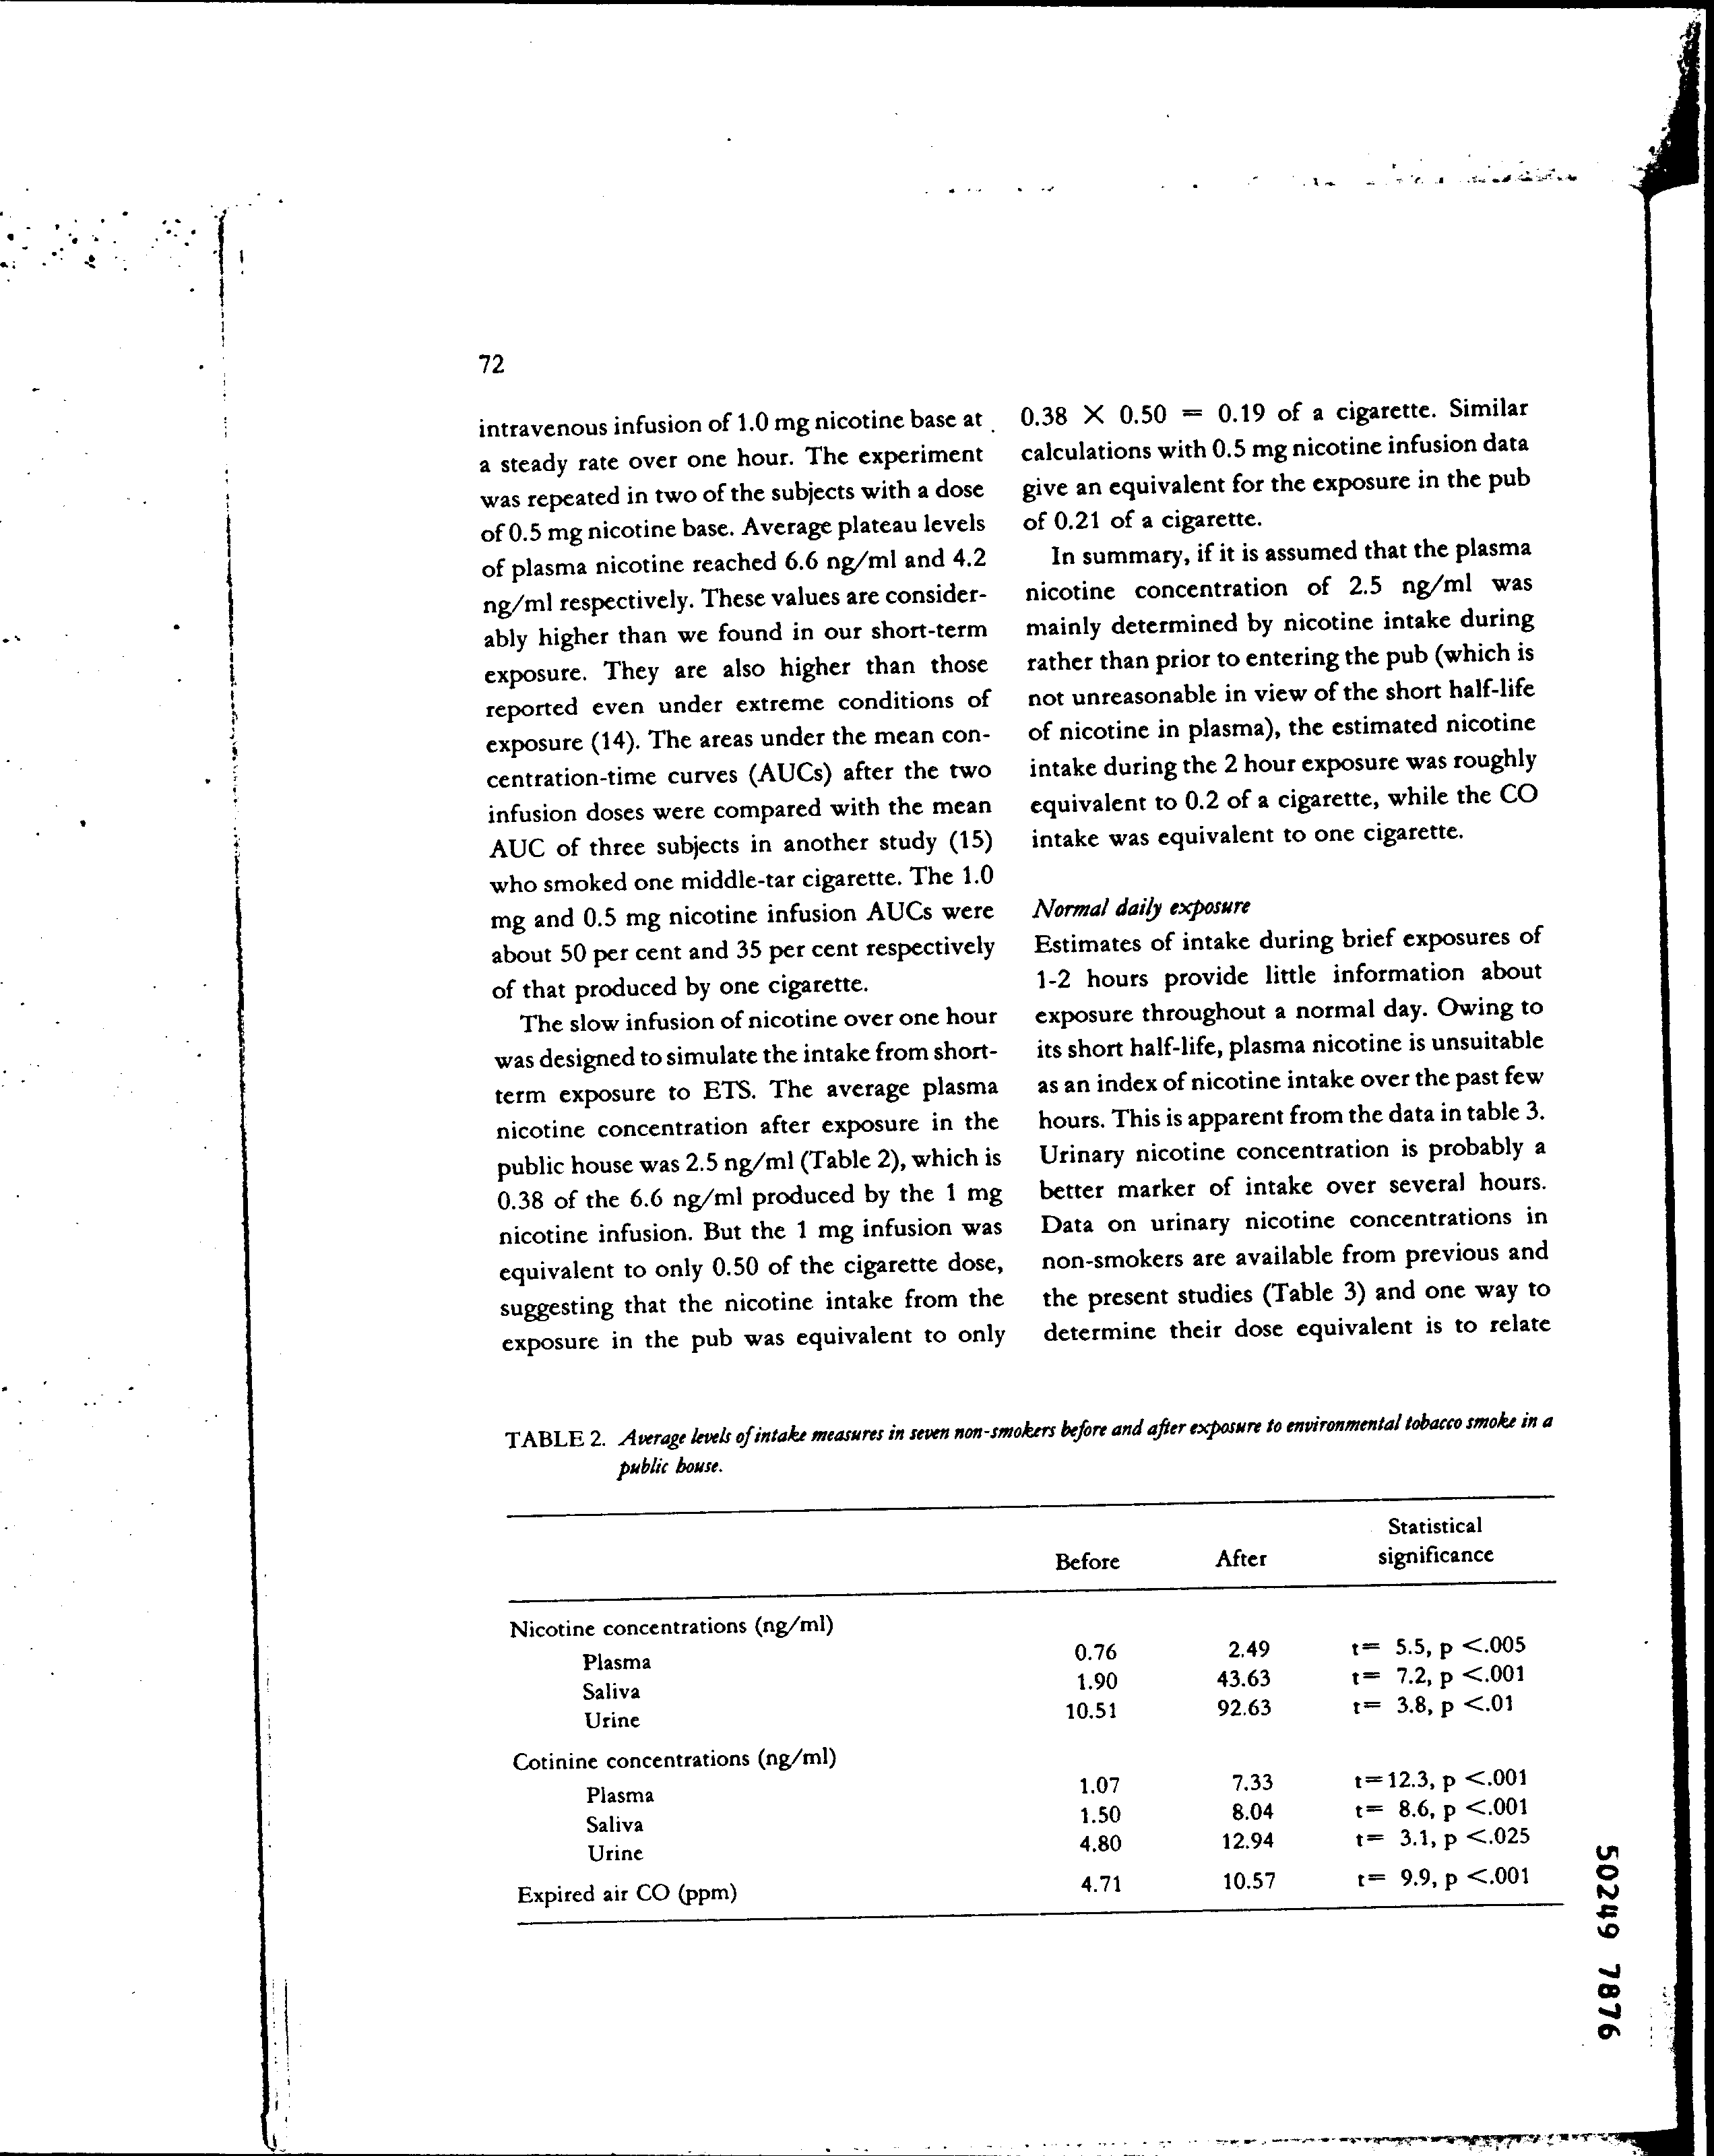 72
intravenous infusion of 1.0 mg nicotine base at
a steady rate over one hour. The experiment
was repeated in two of the subjects with a dose
of 0.5 mg nicotine base. Average plateau levels
of plasma nicotine reached 6.6 ng/ml and 4.2
ng/ml respectively. These values are consider-
ably higher than we found in our short-term
exposure. They are also higher than those
reported even under extreme conditions of
exposure (14). The areas under the mean con-
centration-time curves (AUCs) after the two
infusion doses were compared with the mean
AUC of three subjects in another study (15)
who smoked one middle-tar cigarette. The 1.0
mg and 0.5 mg nicotine infusion AUCs were
about 50 per cent and 35 per cent respectively
of that produced by one cigarette.
The slow infusion of nicotine over one hour
was designed to simulate the intake from short-
term exposure to ETS. The average plasma
nicotine concentration after exposure in the
public house was 2.5 ng/ml (Table 2), which is
0.38 of the 6.6 ng/ml produced by the 1 mg
nicotine infusion. But the 1 mg infusion was
equivalent to only 0.50 of the cigarette dose,
suggesting that the nicotine intake from the
exposure in the pub was equivalent to only
0.38 × 0.50 = 0.19 of a cigarette. Similar
calculations with 0.5 mg nicotine infusion data
give an equivalent for the exposure in the pub
of 0.21 of a cigarette.
In summary, if it is assumed that the plasma
nicotine concentration of 2.5 ng/ml was
mainly determined by nicotine intake during
rather than prior to entering the pub (which is
not unreasonable in view of the short half-life
of nicotine in plasma), the estimated nicotine
intake during the 2 hour exposure was roughly
equivalent to 0.2 of a cigarette, while the CO
intake was equivalent to one cigarette.
Normal daily exposure
Estimates of intake during brief exposures of
1-2 hours provide little information about
exposure throughout a normal day. Owing to
its short half-life, plasma nicotine is unsuitable
as an index of nicotine intake over the past few
hours. This is apparent from the data in table 3.
Urinary nicotine concentration is probably a
better marker of intake over several hours.
Data on urinary nicotine concentrations in
non-smokers are available from previous and
the present studies (Table 3) and one way to
determine their dose equivalent is to relate
TABLE 2. Average levels of intake measures in seven non-smokers before and after exposure to environmental tobacco smoke in a
public house.
Statistical
Before After significance
Nicotine concentrations (ng/ml)
Plasma 0.76 2.49 t= 5.5, p <.005
Saliva 1.90 43.63 t= 7.2, p <.001
Urine 10.51 92.63 t= 3.8, p <.01
Cotinine concentrations (ng/ml)
Plasma 1.07 7.33 t=12.3, p <.001
Saliva 1.50 8.04 t= 8.6, p <.001
Urine 4.80 12.94 t= 3.1, p <.025
Expired air CO (ppm) 4.71 10.57 t= 9.9, p <.001
50249 7876